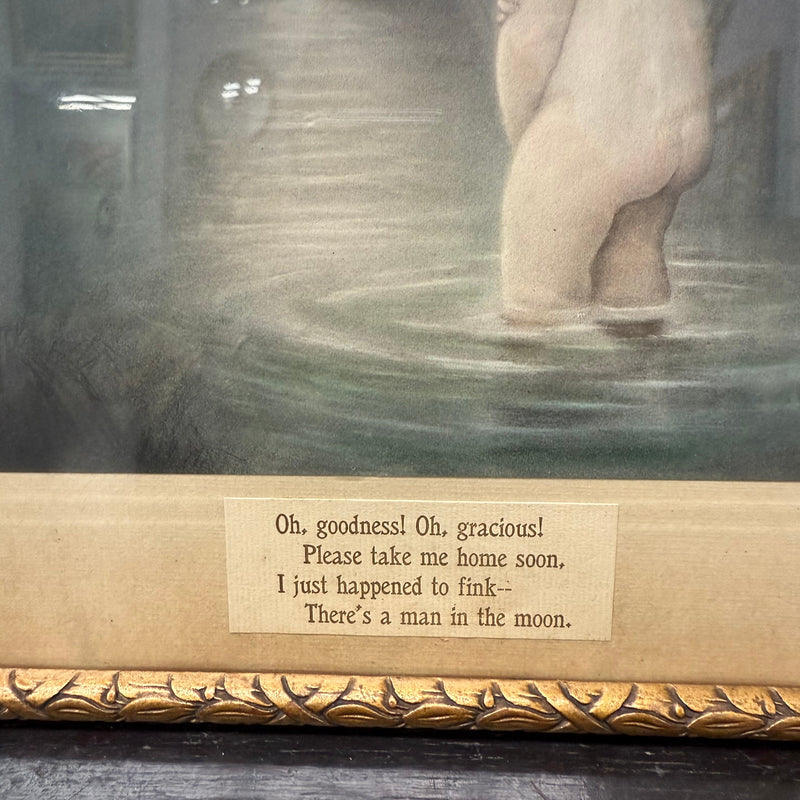 Oh, goodness! Oh, gracious!
Please take me home soon,
I just happened to fink--
There's a man in the moon.